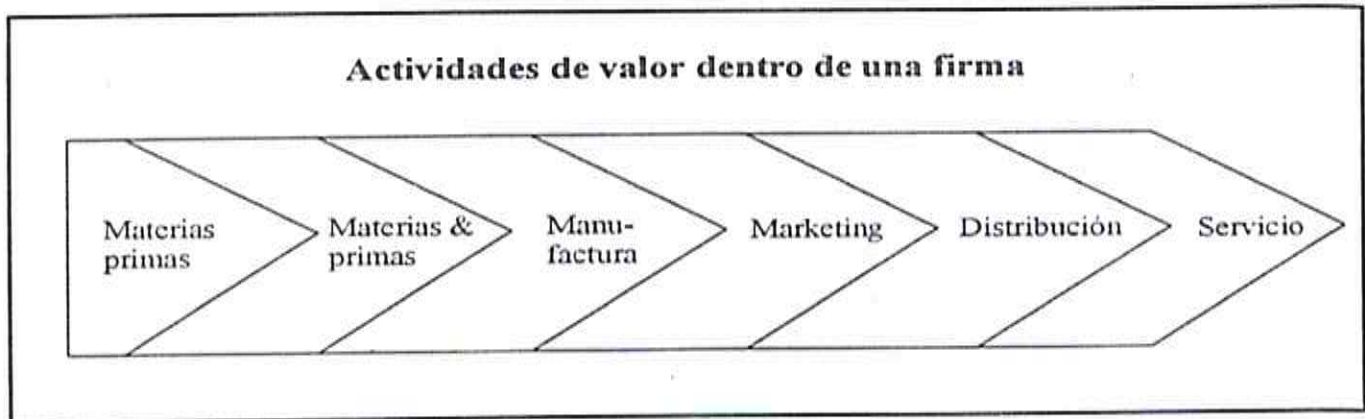 Actividades de valor dentro de una firma
Materias
primas
Materias &
primas
Manu-
factura
Marketing
Distribución
Servicio